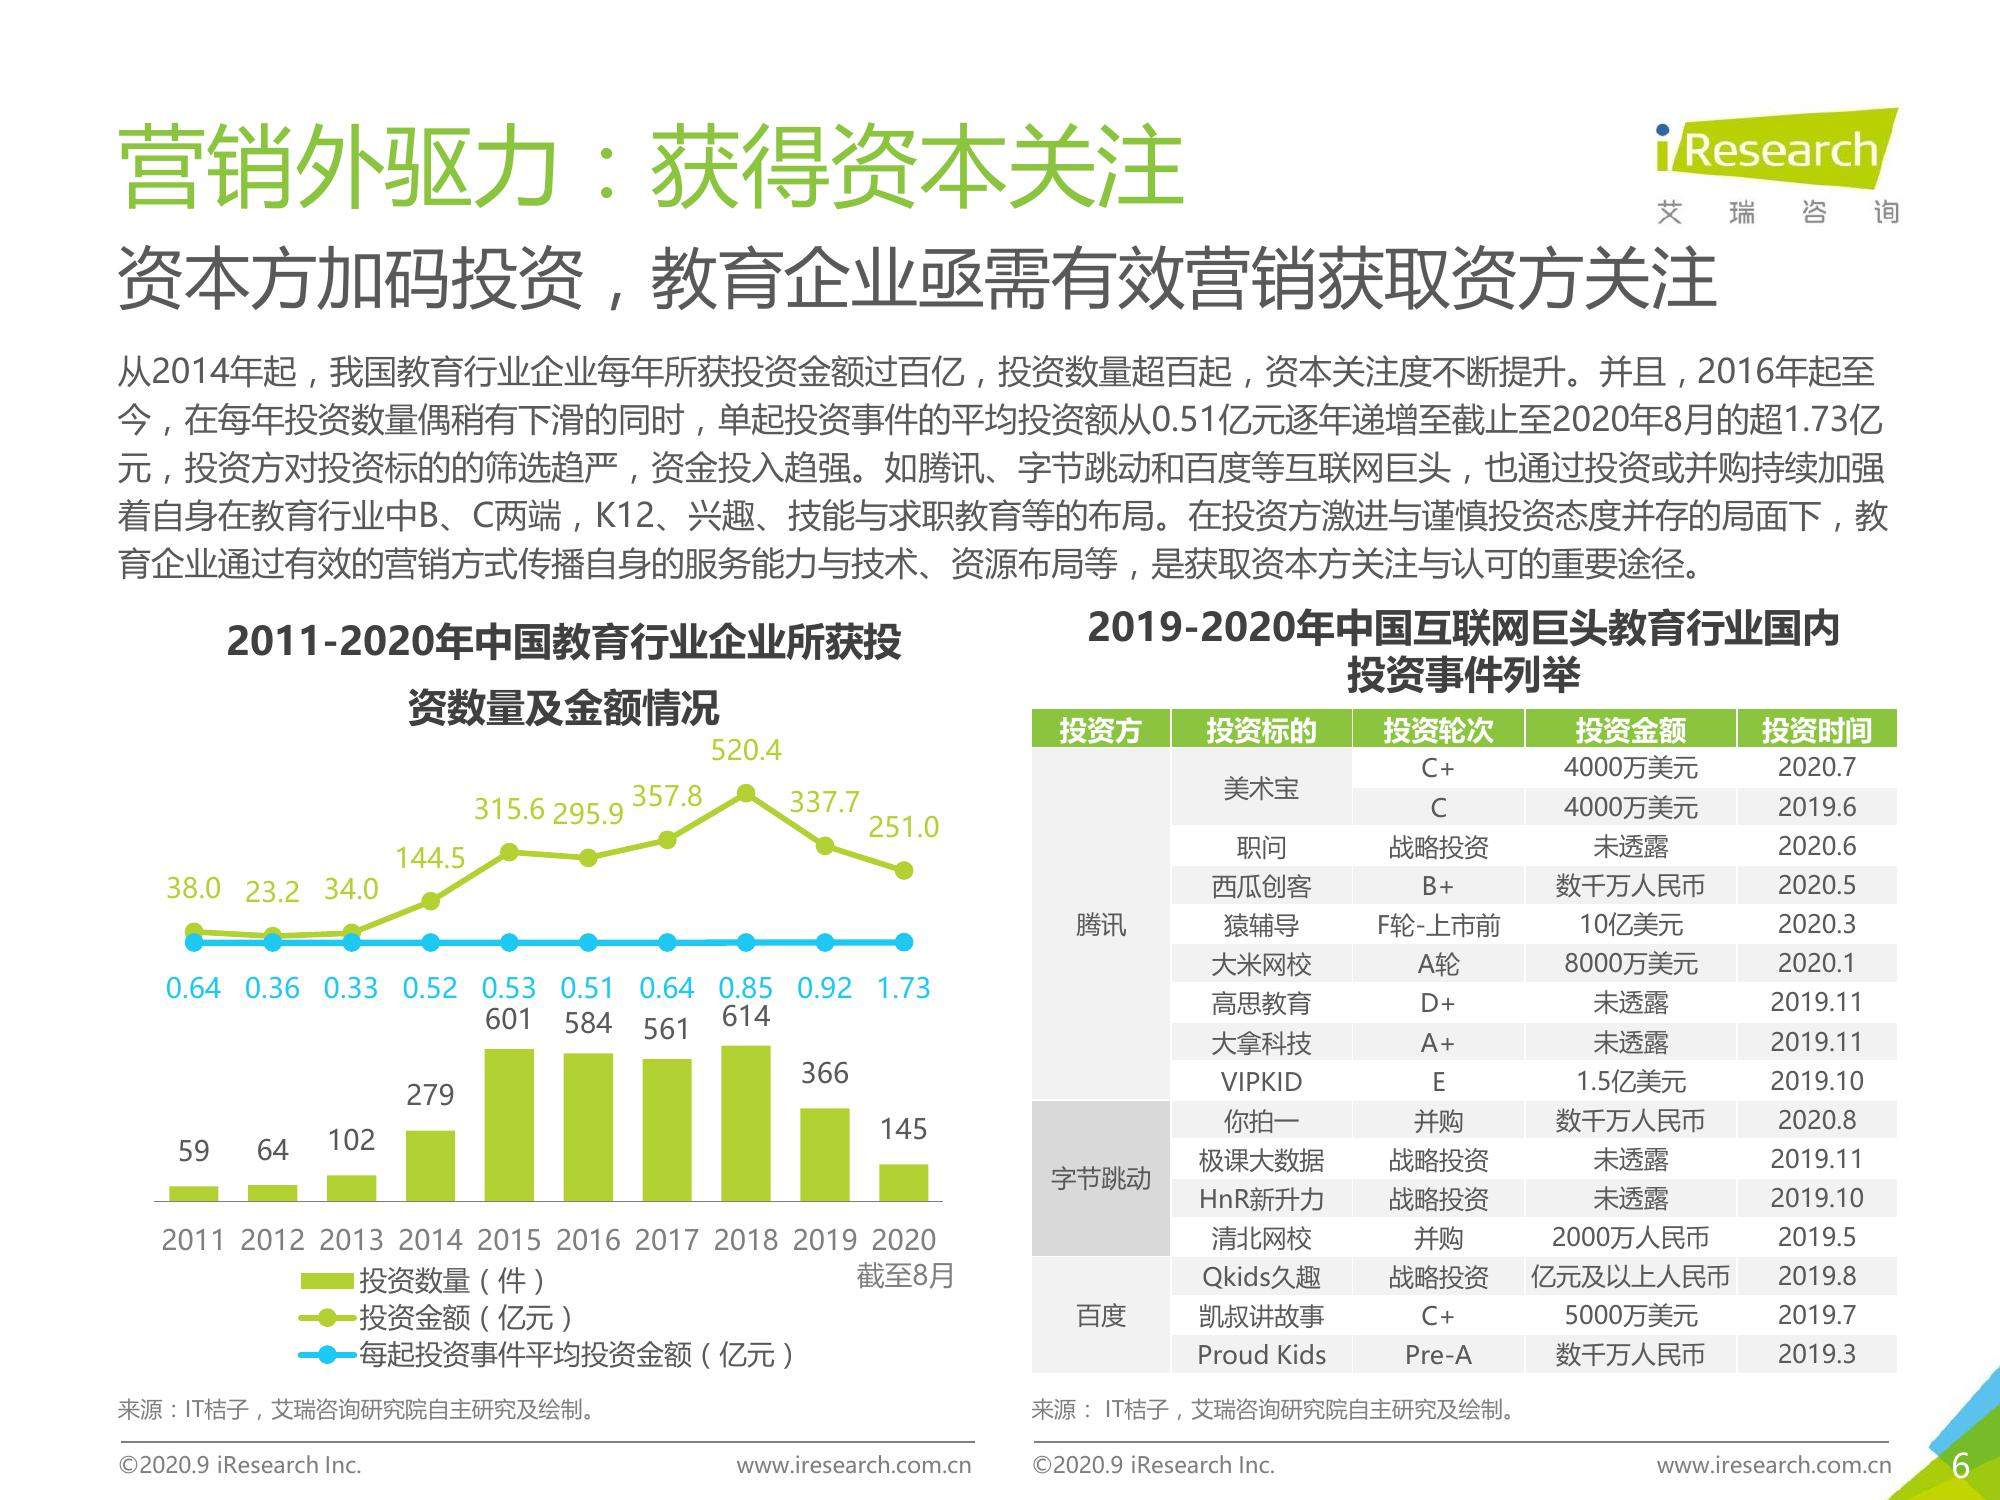 营销外驱力：获得资本关注
iResearch
艾瑞咨询
资本方加码投资，教育企业亟需有效营销获取资方关注
从2014年起，我国教育行业企业每年所获投资金额过百亿，投资数量超百起，资本关注度不断提升。并且，2016年起至
今，在每年投资数量偶稍有下滑的同时，单起投资事件的平均投资额从0.51亿元逐年递增至截止至2020年8月的超1.73亿
元，投资方对投资标的的筛选趋严，资金投入趋强。如腾讯、字节跳动和百度等互联网巨头，也通过投资或并购持续加强
着自身在教育行业中B、C两端，K12、兴趣、技能与求职教育等的布局。在投资方激进与谨慎投资态度并存的局面下，教
育企业通过有效的营销方式传播自身的服务能力与技术、资源布局等，是获取资本方关注与认可的重要途径。
2011-2020年中国教育行业企业所获投
资数量及金额情况
38.0 23.2 34.0 144.5 315.6 295.9 357.8 520.4 337.7 251.0
0.64 0.36 0.33 0.52 0.53 0.51 0.64 0.85 0.92 1.73
59 64 102 279 601 584 561 614 366 145
2011 2012 2013 2014 2015 2016 2017 2018 2019 2020
截至8月
投资数量（件）
投资金额（亿元）
每起投资事件平均投资金额（亿元）
来源：IT桔子，艾瑞咨询研究院自主研究及绘制。
©2020.9 iResearch Inc. www.iresearch.com.cn
2019-2020年中国互联网巨头教育行业国内
投资事件列举
投资方 投资标的 投资轮次 投资金额 投资时间
腾讯 美术宝 C+ 4000万美元 2020.7
C 4000万美元 2019.6
职问 战略投资 未透露 2020.6
西瓜创客 B+ 数千万人民币 2020.5
猿辅导 F轮-上市前 10亿美元 2020.3
大米网校 A轮 8000万美元 2020.1
高思教育 D+ 未透露 2019.11
大拿科技 A+ 未透露 2019.11
VIPKID E 1.5亿美元 2019.10
字节跳动 你拍一 并购 数千万人民币 2020.8
极课大数据 战略投资 未透露 2019.11
HnR新升力 战略投资 未透露 2019.10
清北网校 并购 2000万人民币 2019.5
百度 Qkids久趣 战略投资 亿元及以上人民币 2019.8
凯叔讲故事 C+ 5000万美元 2019.7
Proud Kids Pre-A 数千万人民币 2019.3
来源： IT桔子，艾瑞咨询研究院自主研究及绘制。
©2020.9 iResearch Inc. www.iresearch.com.cn
6